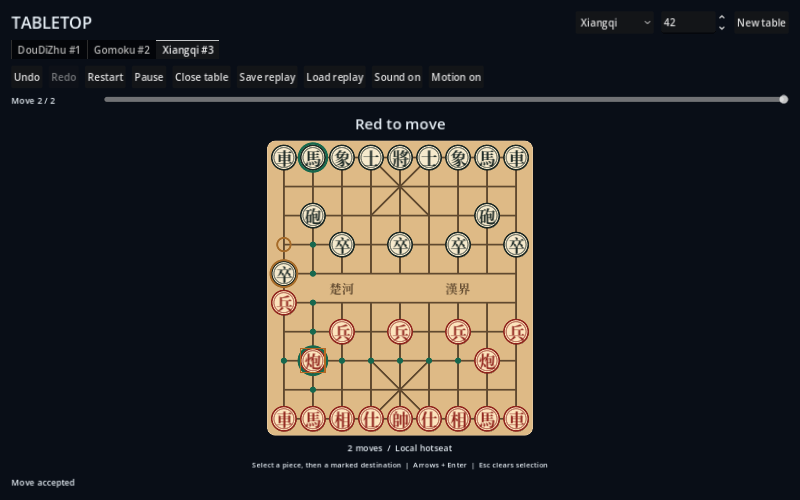 TABLETOP
Xiangqi
42
New table
DouDiZhu #1
Gomoku #2
Xiangqi #3
Undo
Redo
Restart
Pause
Close table
Save replay
Load replay
Sound on
Motion on
Move 2 / 2
Red to move
車 馬 象 士 將 士 象 馬 車
砲 砲
卒 卒 卒 卒
卒
楚河 漢界
兵
兵 兵 兵 兵
炮 炮
車 馬 相 仕 帥 仕 相 馬 車
2 moves / Local hotseat
Select a piece, then a marked destination | Arrows + Enter | Esc clears selection
Move accepted